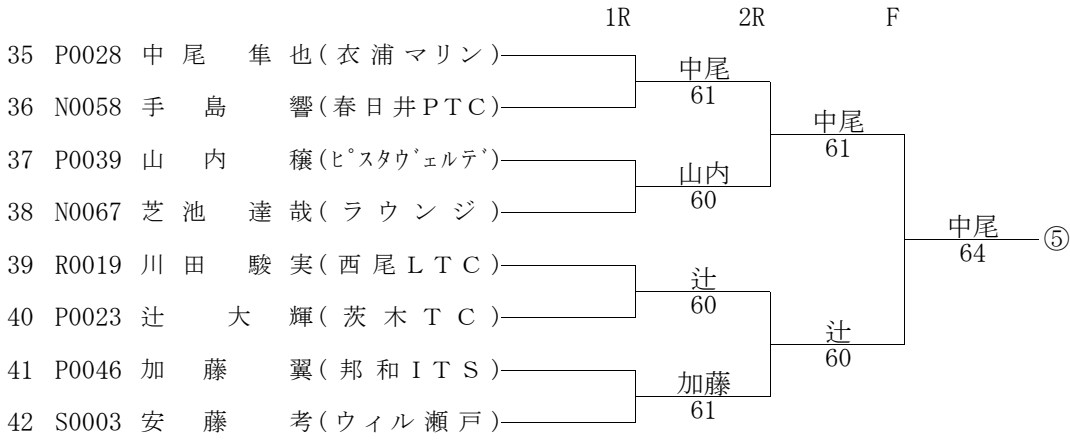 1R 2R F
35 P0028 中尾 隼也(衣浦マリン)
中尾
61
36 N0058 手島 響(春日井PTC)
中尾
61
37 P0039 山内 穣(ピスタヴェルデ)
山内
60
38 N0067 芝池 達哉(ラウンジ)
中尾 ⑤
64
39 R0019 川田 駿実(西尾LTC)
辻
60
40 P0023 辻 大輝(茨木TC)
辻
60
41 P0046 加藤 翼(邦和ITS)
加藤
61
42 S0003 安藤 考(ウィル瀬戸)